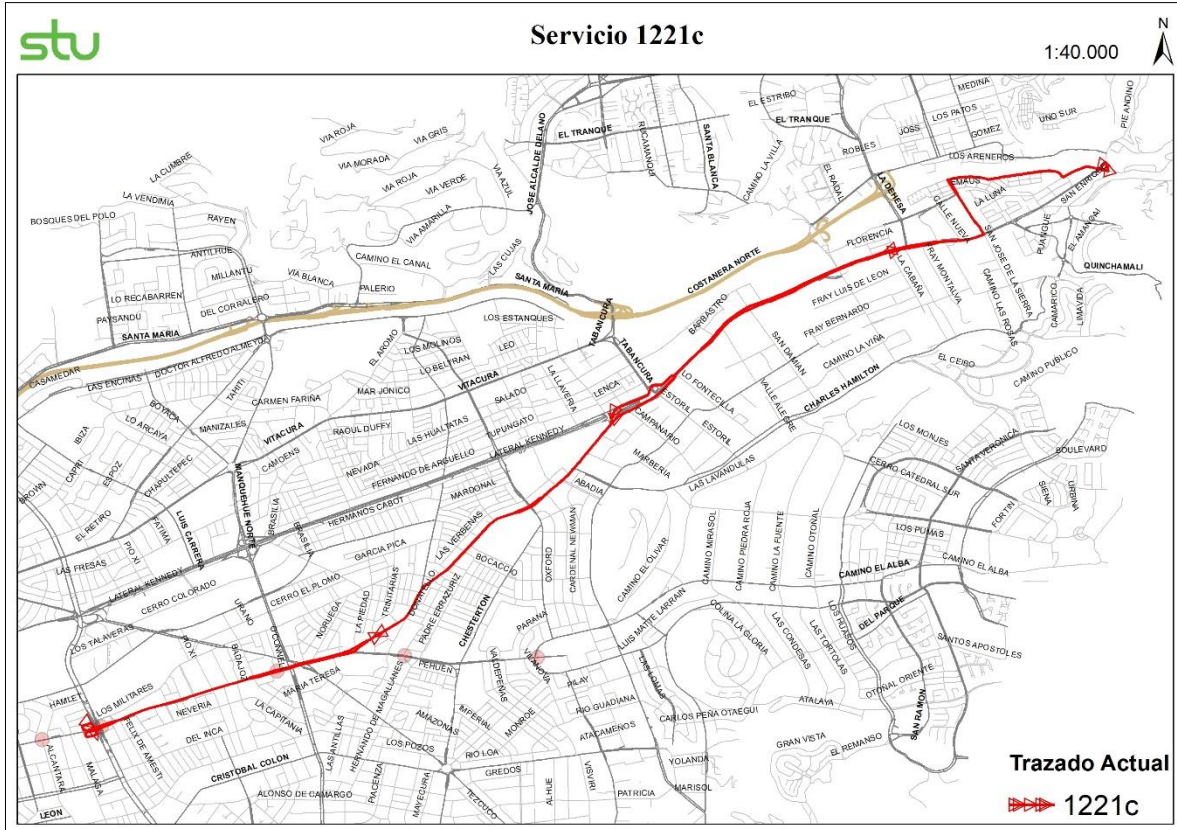 stu
Servicio 1221c
1:40.000
N
MEDINA
EL ESTRIBO
LOS PATOS
UNO SUR
PIE ANDINO
VIA ROJA
VIA GRIS
EL TRANQUE
EL TRANQUE
JOSS
GOMEZ
JOSE ALCALDE DELANO
SANTA BLANCA
CAMINO LA VILLA
ROBLES
LOS ARENEROS
VIA MORADA
LA CUMBRE
VIA ROJA
VIA VERDE
VIA AZUL
EL RADAL
LA DEHESA
EMAUS
LA LUNA
SAN ENRIQUE
LA VENDIMIA
BOSQUES DEL POLO
RAYEN
VIA AMARILLA
CALLE NUEVA
FLORENCIA
PUANGUE
EL AMANCAI
ANTILHUE
CAMINO EL CANAL
LAS CUJAS
SAN JOSE DE LA SIERRA
QUINCHAMALI
MILLANTU
VIA BLANCA
SANTA MARIA
COSTANERA NORTE
LA CABAÑA
FRAY MONTALVA
LO RECABARREN
DEL CORRALERO
PALERIO
FRAY LUIS DE LEON
CAMINO LAS ROSAS
CAMARICO
LIMAVIDA
PAYSANDU
SANTA MARIA
LOS ESTANQUES
TABANCURA
BARBASTRO
FRAY BERNARDO
EL AROMO
LOS MOLINOS
LEO
TABANCURA
SAN DAMIAN
CAMINO LA VIÑA
EL CEIBO
CASAMEDAR
LAS ENCINAS
DOCTOR ALFREDO ALMEYDA
LO BELTRAN
VITACURA
LA LLAVERIA
LENCA
LO FONTECILLA
VALLE ALEGRE
CHARLES HAMILTON
CAMINO PUBLICO
TAHITI
MAR JONICO
SALADO
ESTORIL
BOYACA
CARMEN FARIÑA
LO ARCAYA
MANIZALES
VITACURA
RAOUL DUFFY
LAS HUALTATAS
TUPUNGATO
LATERAL KENNEDY
CAMPANARIO
ESTORIL
LOS MONJES
SANTA VERONICA
BOULEVARD
IBIZA
CAPRI
ESPOZ
CHAPULTEPEC
CAMDENS
NEVADA
FERNANDO DE ARGUELLO
MARBERIA
LAS LAVANDULAS
CERRO CATEDRAL SUR
SIENA
URBINA
BROWN
MANQUEHUE NORTE
BRASILIA
MARDONAL
ABADIA
FORTIN
EL RETIRO
FATIMA
LUIS CARRERA
HERMANOS CABOT
BRASILIA
LAS VERBENAS
LOS PUMAS
PIO XI
GARCIA PICA
BOCACCIO
OXFORD
CARDENAL NEWMAN
CAMINO EL OLIVAR
CAMINO MIRASOL
CAMINO PIEDRA ROJA
CAMINO LA FUENTE
CAMINO OTOÑAL
CAMINO EL ALBA
CAMINO EL ALBA
LAS FRESAS
LATERAL KENNEDY
CERRO COLORADO
CERRO EL PLOMO
TRINITARIAS
DONATELLO
LA PIEDAD
NORUEGA
PADRE ERRAZURIZ
CHESTERTON
PARANA
URANO
O'CONNELL
LUIS MATTE LARRAIN
COLINA LA GLORIA
LAS CONDESAS
LAS TORTOLAS
LOS HUASOS
DEL PARQUE
SANTOS APOSTOLES
LOS TALAVERAS
PIO XI
BADAJOZ
MARIA TERESA
PEHUEN
VALDEPEÑAS
VILANOVA
PILAY
LAS LOMAS
OTOÑAL ORIENTE
HAMLET
LOS MILITARES
NEVERIA
LA CAPITANIA
LAS ANTILLAS
HERNANDO DE MAGALLANES
AMAZONAS
IMPERIAL
MONROE
RIO GUADIANA
CARLOS PEÑA OTAEGUI
ATALAYA
SAN RAMON
FELIX DE AMESTI
DEL INCA
LOS POZOS
RIO LOA
ATACAMEÑOS
GRAN VISTA
EL REMANSO
ALCANTARA
MALAGA
CRISTOBAL COLON
PIACENZA
MAYECURA
GREDOS
ALHUE
VISVIRI
YOLANDA
LEON
ALONSO DE CAMARGO
TEZCUCO
PATRICIA
MARISOL
Trazado Actual
1221c